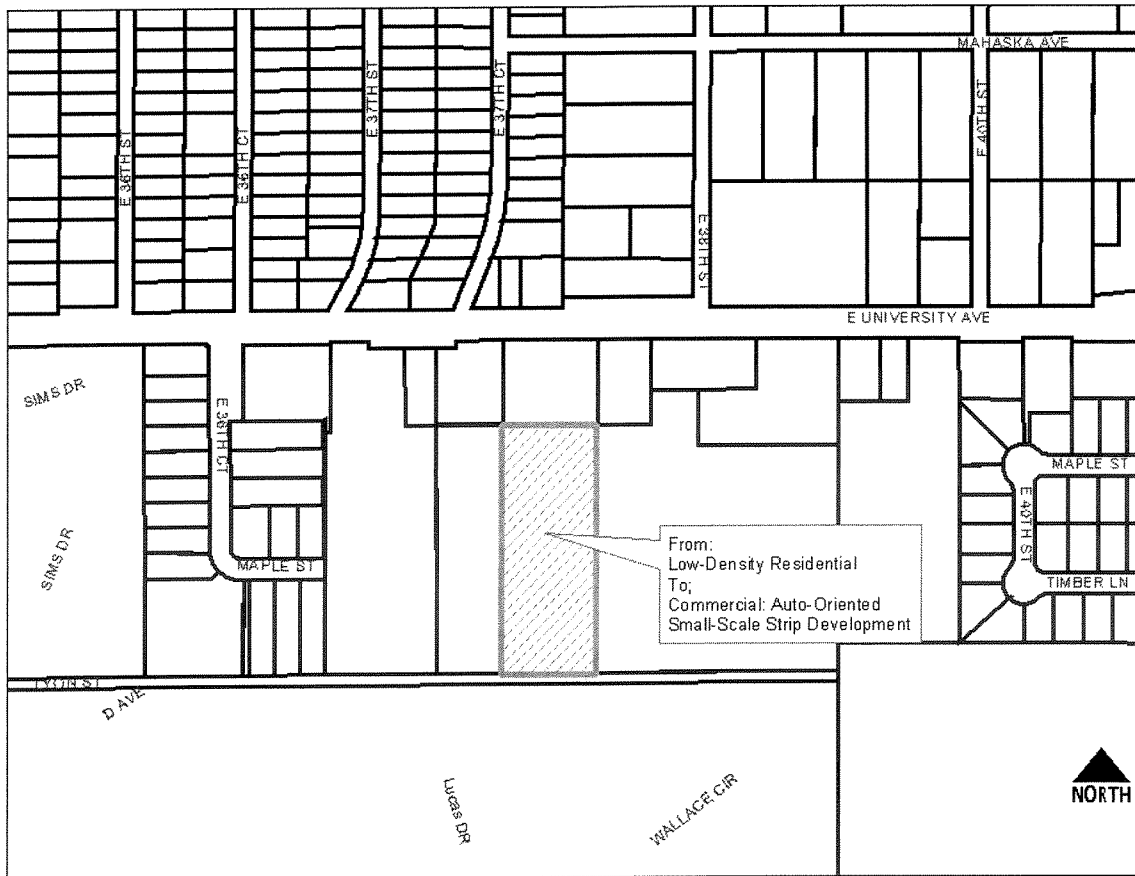 MAHASKA AVE
E 37TH ST
E 37TH CT
E 40TH ST
E 36TH ST
E 36TH CT
E 38TH ST
E UNIVERSITY AVE
SIMS DR
E 36TH CT
MAPLE ST
E 40TH ST
From:
Low-Density Residential
To;
Commercial: Auto-Oriented
Small-Scale Strip Development
SIMS DR
MAPLE ST
TIMBER LN
LYON ST
D AVE
Lucas DR
WALLACE CIR
NORTH